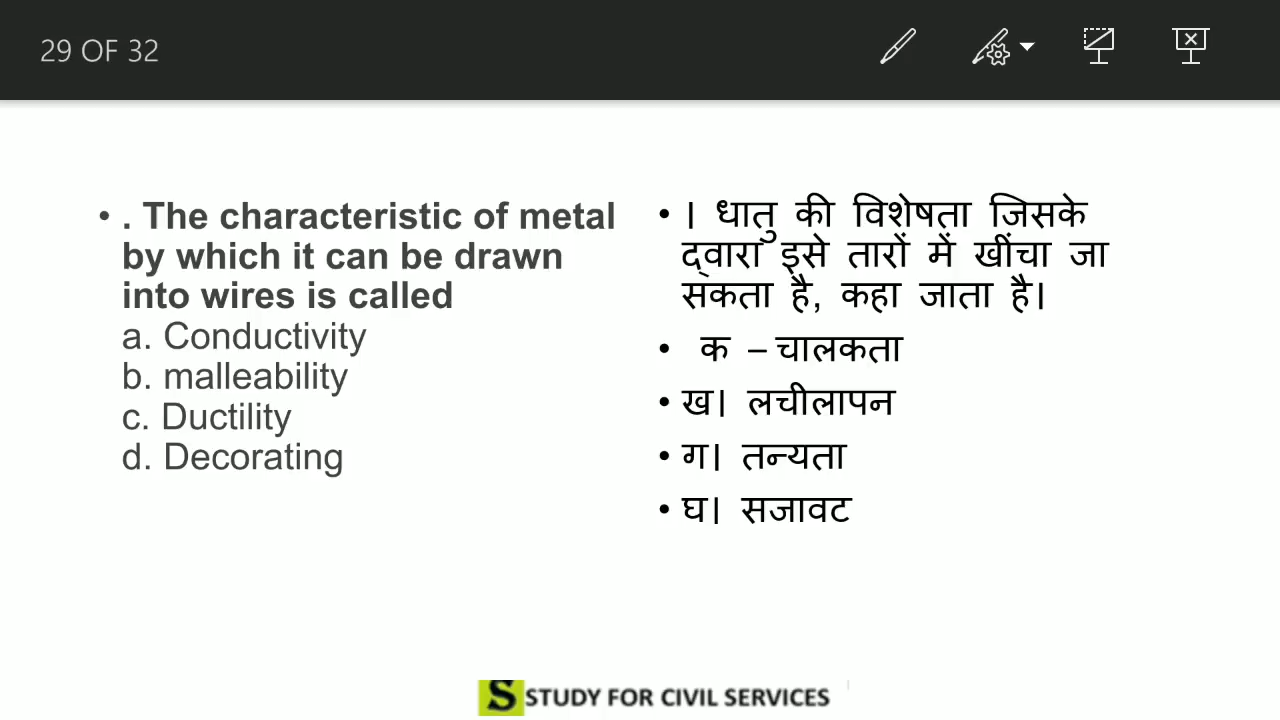 29 OF 32
• . The characteristic of metal
by which it can be drawn
into wires is called
a. Conductivity
b. malleability
c. Ductility
d. Decorating
• । धातु की विशेषता जिसके
द्वारा इसे तारों में खींचा जा
सकता है, कहा जाता है।
• क – चालकता
• ख। लचीलापन
• ग। तन्यता
• घ। सजावट
S STUDY FOR CIVIL SERVICES